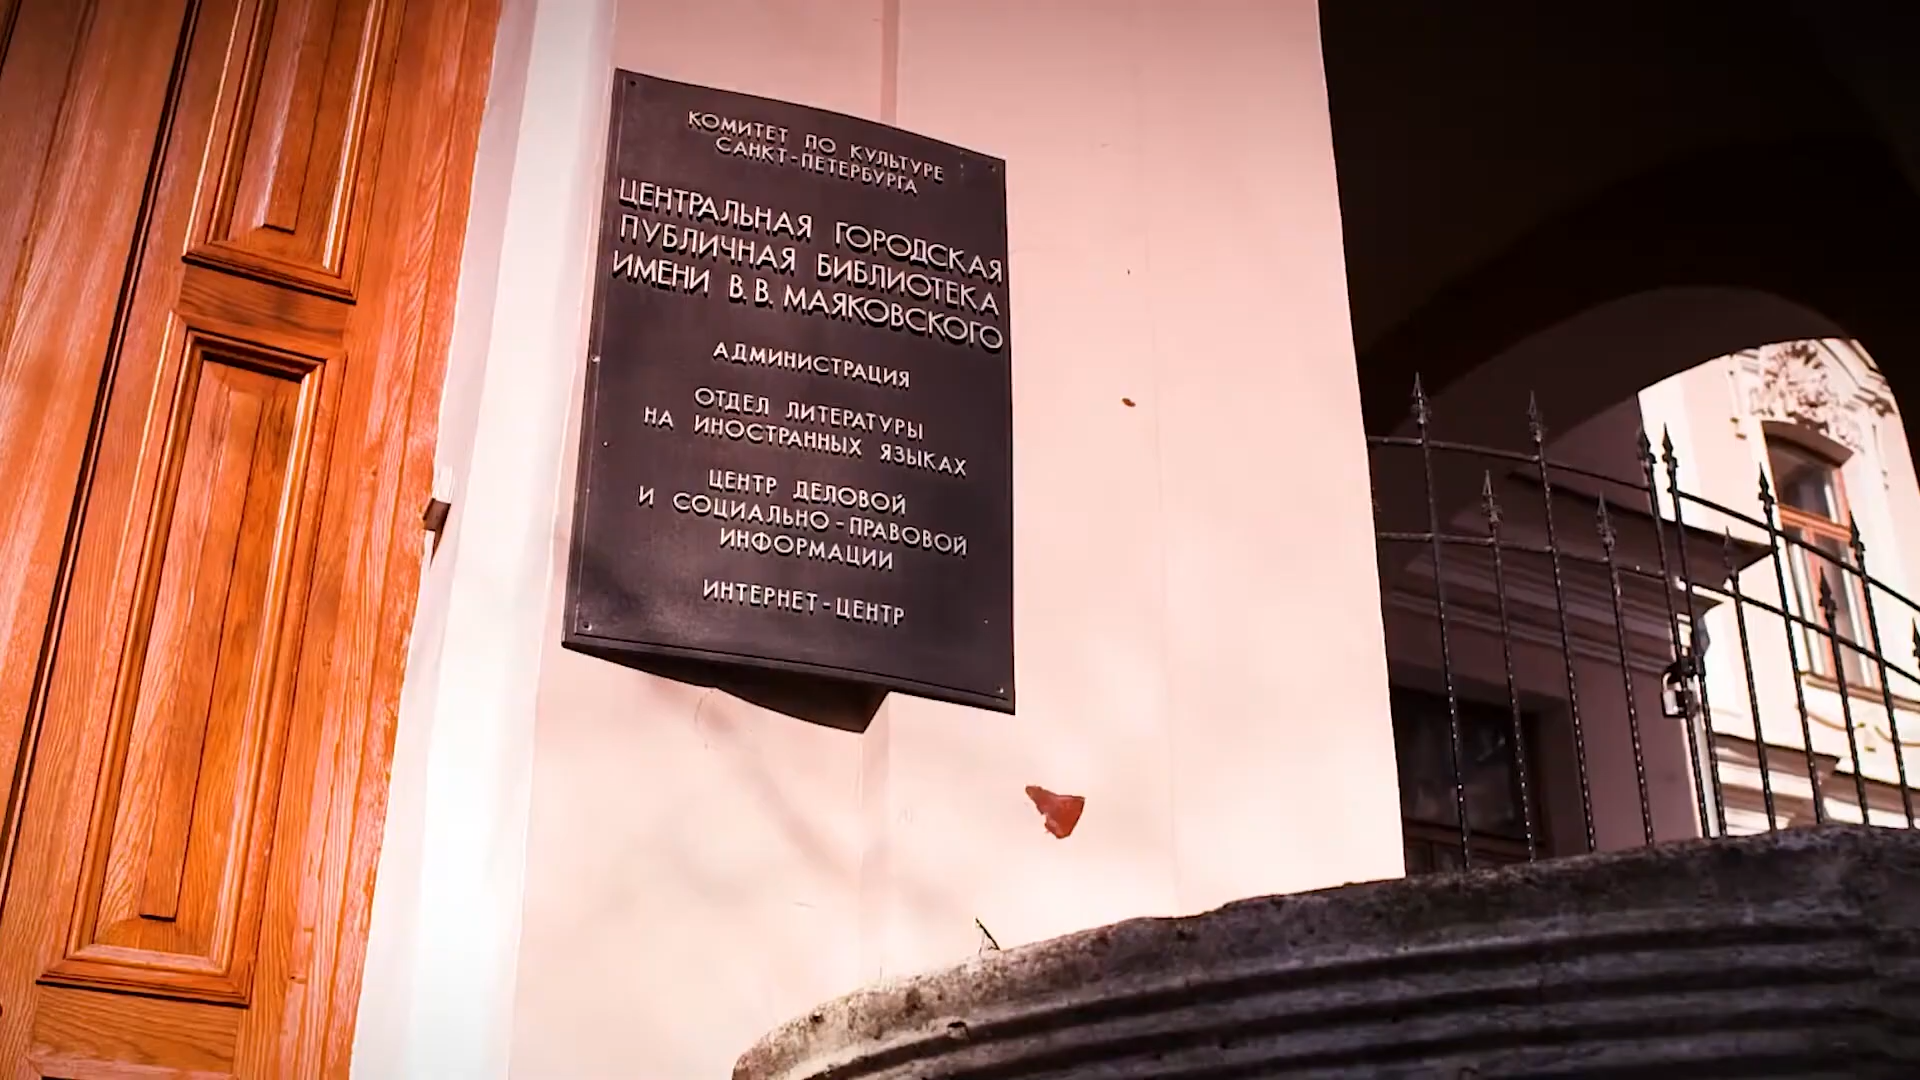 КОМИТЕТ ПО КУЛЬТУРЕ
САНКТ-ПЕТЕРБУРГА
ЦЕНТРАЛЬНАЯ ГОРОДСКАЯ
ПУБЛИЧНАЯ БИБЛИОТЕКА
ИМЕНИ В. В. МАЯКОВСКОГО
АДМИНИСТРАЦИЯ
ОТДЕЛ ЛИТЕРАТУРЫ
НА ИНОСТРАННЫХ ЯЗЫКАХ
ЦЕНТР ДЕЛОВОЙ
И СОЦИАЛЬНО-ПРАВОВОЙ
ИНФОРМАЦИИ
ИНТЕРНЕТ-ЦЕНТР